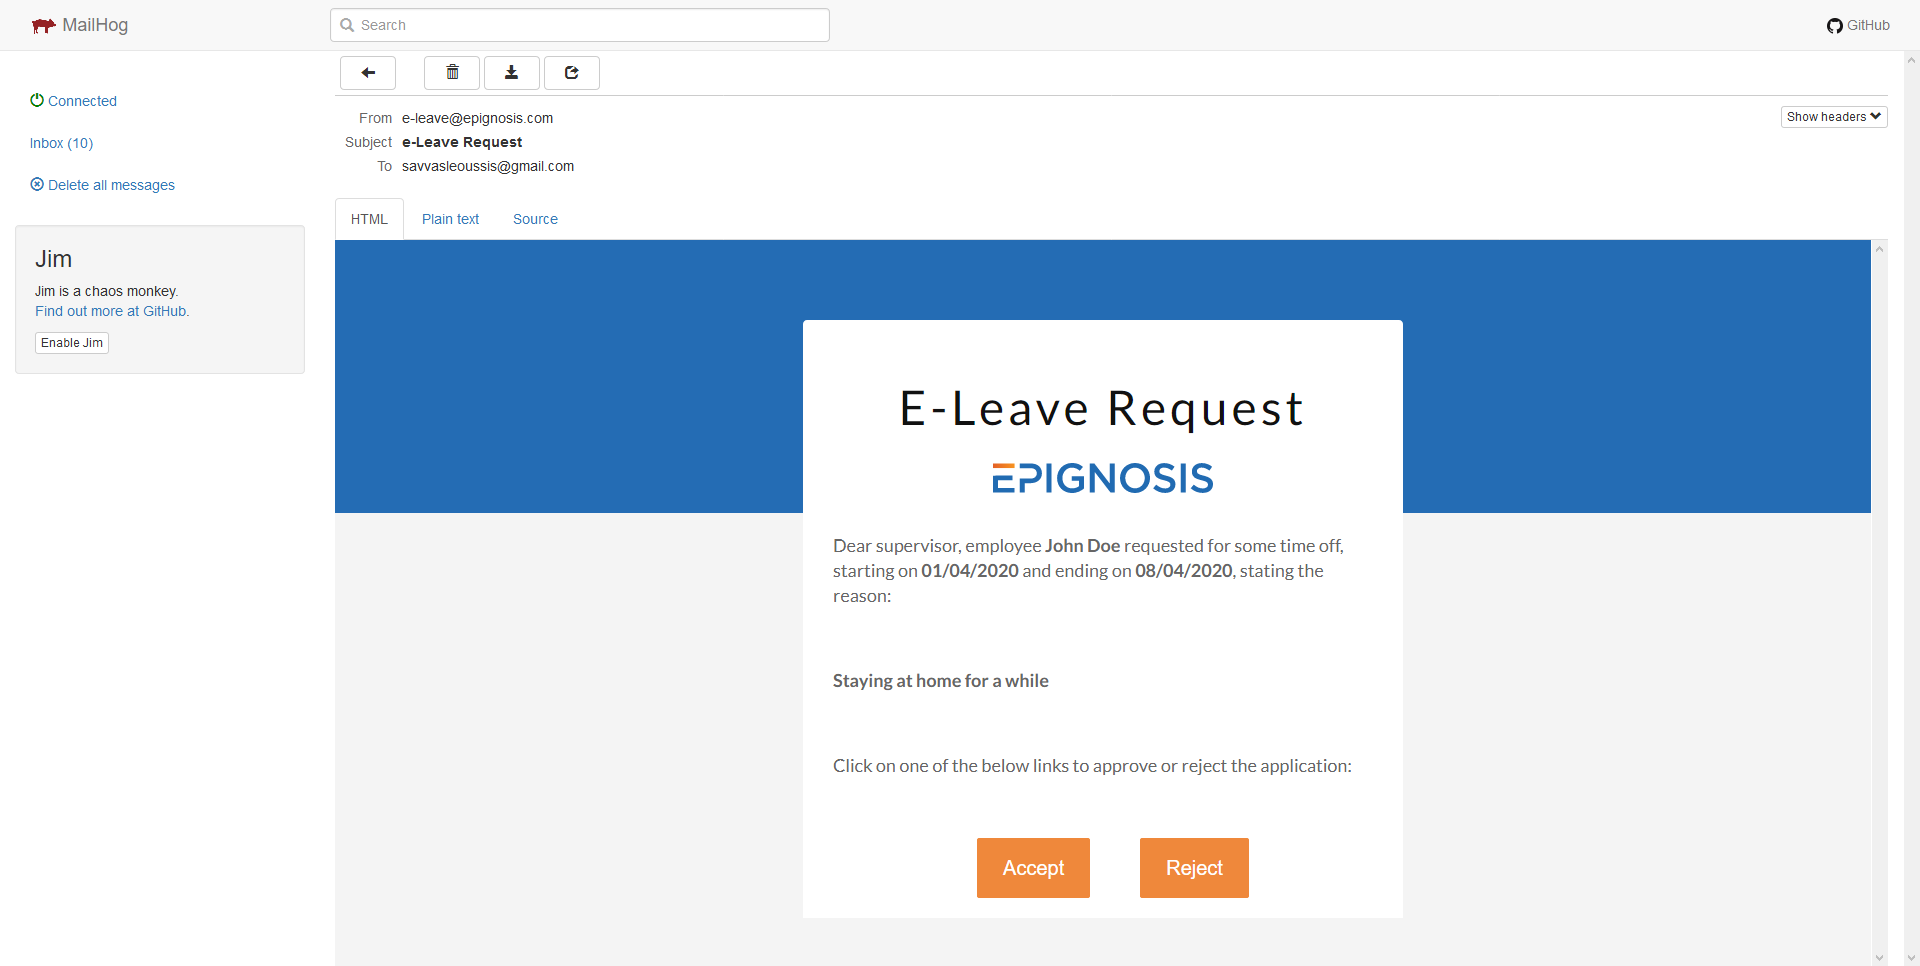 MailHog
Search
GitHub
Connected
Inbox (10)
Delete all messages
Jim
Jim is a chaos monkey.
Find out more at GitHub.
Enable Jim
From e-leave@epignosis.com
Subject e-Leave Request
To savvasleoussis@gmail.com
Show headers
HTML Plain text Source
E-Leave Request
EPIGNOSIS
Dear supervisor, employee John Doe requested for some time off,
starting on 01/04/2020 and ending on 08/04/2020, stating the
reason:
Staying at home for a while
Click on one of the below links to approve or reject the application:
Accept Reject